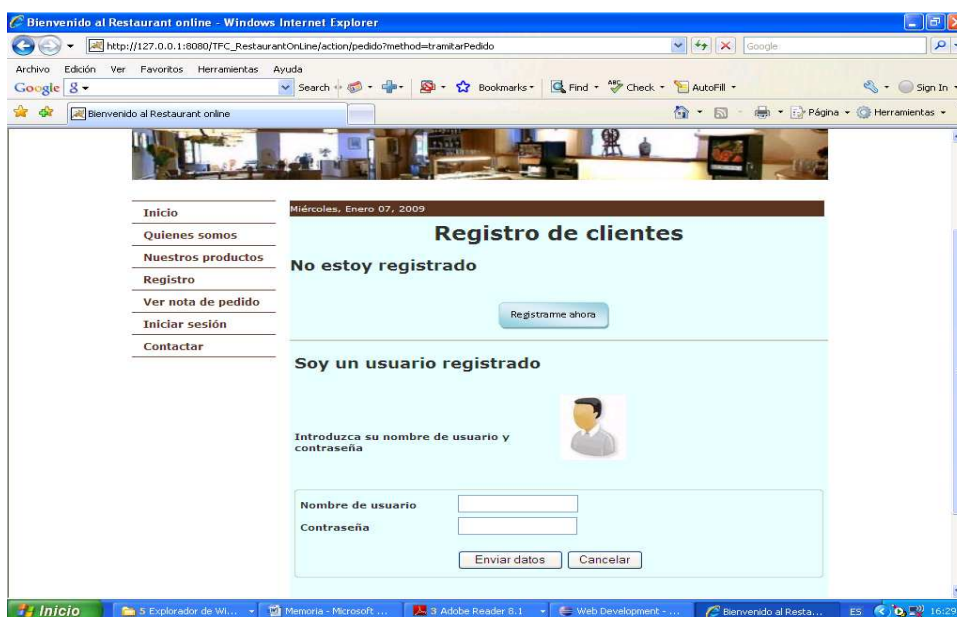 Bienvenido al Restaurant online - Windows Internet Explorer
http://127.0.0.1:8080/TFC_RestaurantOnLine/action/pedido?method=tramitarPedido
Google
Archivo Edición Ver Favoritos Herramientas Ayuda
Google Search Bookmarks Find Check AutoFill Sign In
Bienvenido al Restaurant online Página Herramientas
Miércoles, Enero 07, 2009
Inicio
Quienes somos
Nuestros productos
Registro
Ver nota de pedido
Iniciar sesión
Contactar
Registro de clientes
No estoy registrado
Registrarme ahora
Soy un usuario registrado
Introduzca su nombre de usuario y
contraseña
Nombre de usuario
Contraseña
Enviar datos Cancelar
Inicio 5 Explorador de Wi... Memoria - Microsoft ... 3 Adobe Reader 8.1 Web Development - ... Bienvenido al Resta... ES 16:29